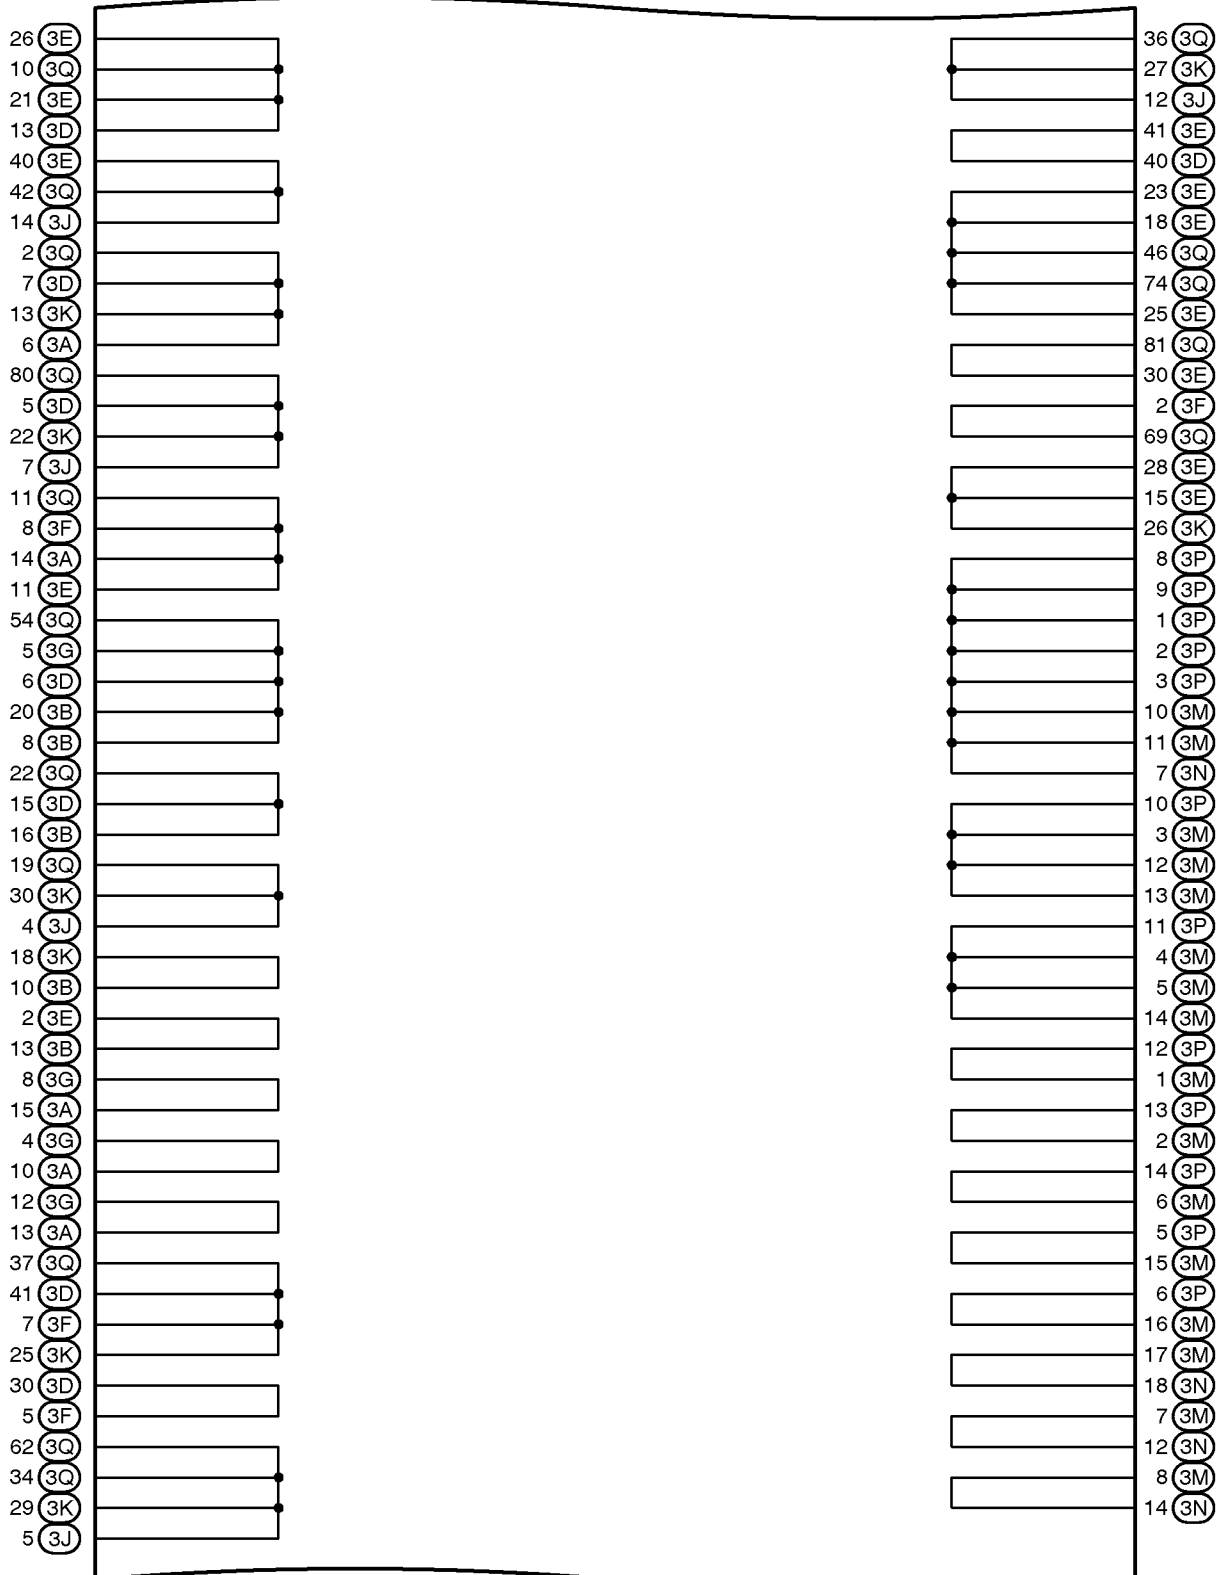 26 3E
10 3Q
21 3E
13 3D
40 3E
42 3Q
14 3J
2 3Q
7 3D
13 3K
6 3A
80 3Q
5 3D
22 3K
7 3J
11 3Q
8 3F
14 3A
11 3E
54 3Q
5 3G
6 3D
20 3B
8 3B
22 3Q
15 3D
16 3B
19 3Q
30 3K
4 3J
18 3K
10 3B
2 3E
13 3B
8 3G
15 3A
4 3G
10 3A
12 3G
13 3A
37 3Q
41 3D
7 3F
25 3K
30 3D
5 3F
62 3Q
34 3Q
29 3K
5 3J
36 3Q
27 3K
12 3J
41 3E
40 3D
23 3E
18 3E
46 3Q
74 3Q
25 3E
81 3Q
30 3E
2 3F
69 3Q
28 3E
15 3E
26 3K
8 3P
9 3P
1 3P
2 3P
3 3P
10 3M
11 3M
7 3N
10 3P
3 3M
12 3M
13 3M
11 3P
4 3M
5 3M
14 3M
12 3P
1 3M
13 3P
2 3M
14 3P
6 3M
5 3P
15 3M
6 3P
16 3M
17 3M
18 3N
7 3M
12 3N
8 3M
14 3N